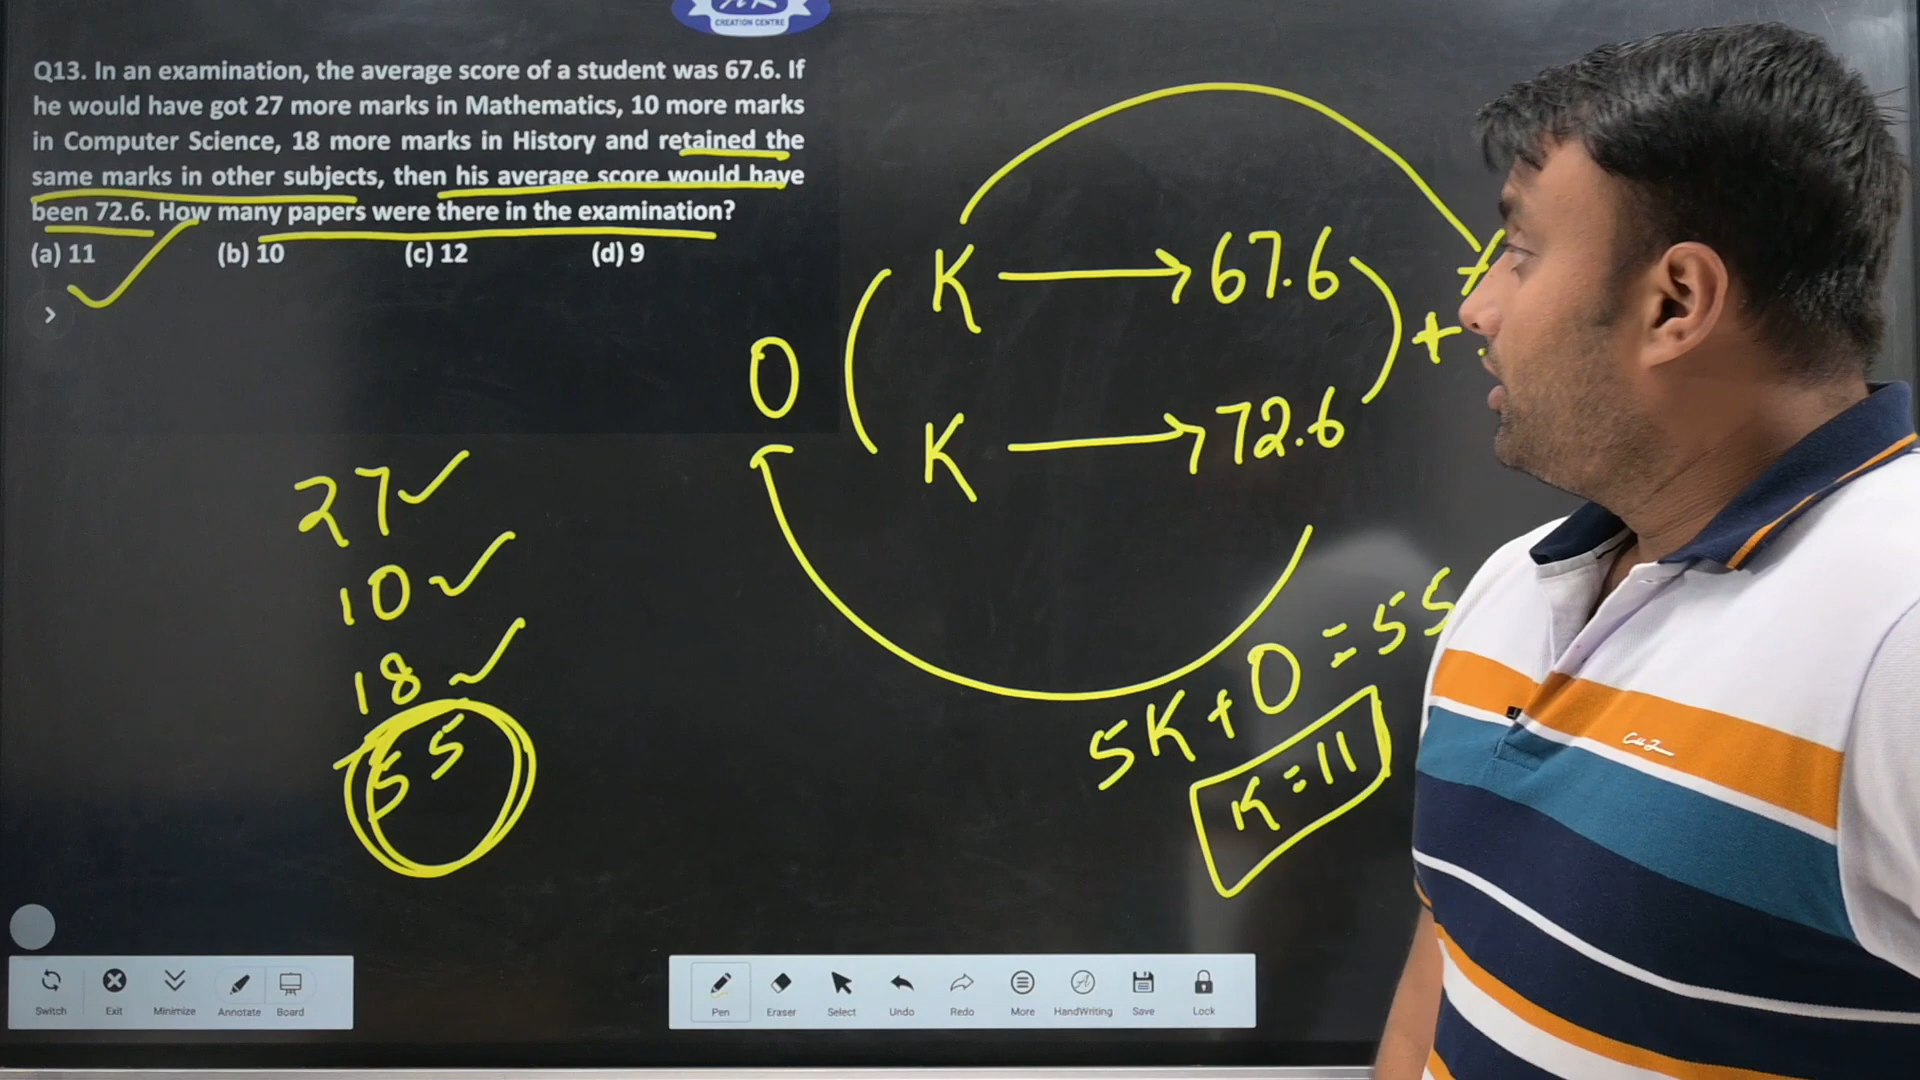 CREATION CENTRE
Q13. In an examination, the average score of a student was 67.6. If
he would have got 27 more marks in Mathematics, 10 more marks
in Computer Science, 18 more marks in History and retained the
same marks in other subjects, then his average score would have
been 72.6. How many papers were there in the examination?
(a) 11 (b) 10 (c) 12 (d) 9
K → 67.6
+
0
K → 72.6
27 ✓
10 ✓
18 ✓
55
5K+0=55
K=11
Switch Exit Minimize Annotate Board
Pen Eraser Select Undo Redo More HandWriting Save Lock